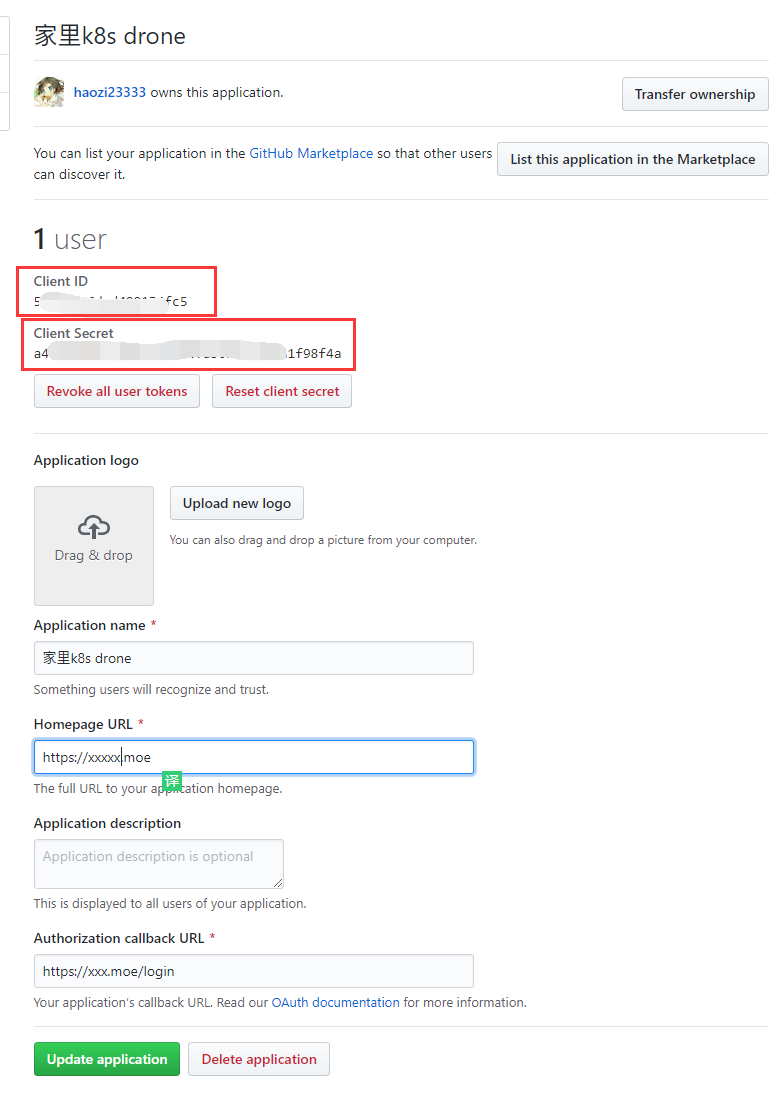 家里k8s drone
haozi23333 owns this application.
Transfer ownership
You can list your application in the GitHub Marketplace so that other users
can discover it.
List this application in the Marketplace
1 user
Client ID
Client Secret
Revoke all user tokens
Reset client secret
Application logo
Drag & drop
Upload new logo
You can also drag and drop a picture from your computer.
Application name *
家里k8s drone
Something users will recognize and trust.
Homepage URL *
https://xxxxx.moe
译
The full URL to your application homepage.
Application description
Application description is optional
This is displayed to all users of your application.
Authorization callback URL *
https://xxx.moe/login
Your application's callback URL. Read our OAuth documentation for more information.
Update application
Delete application